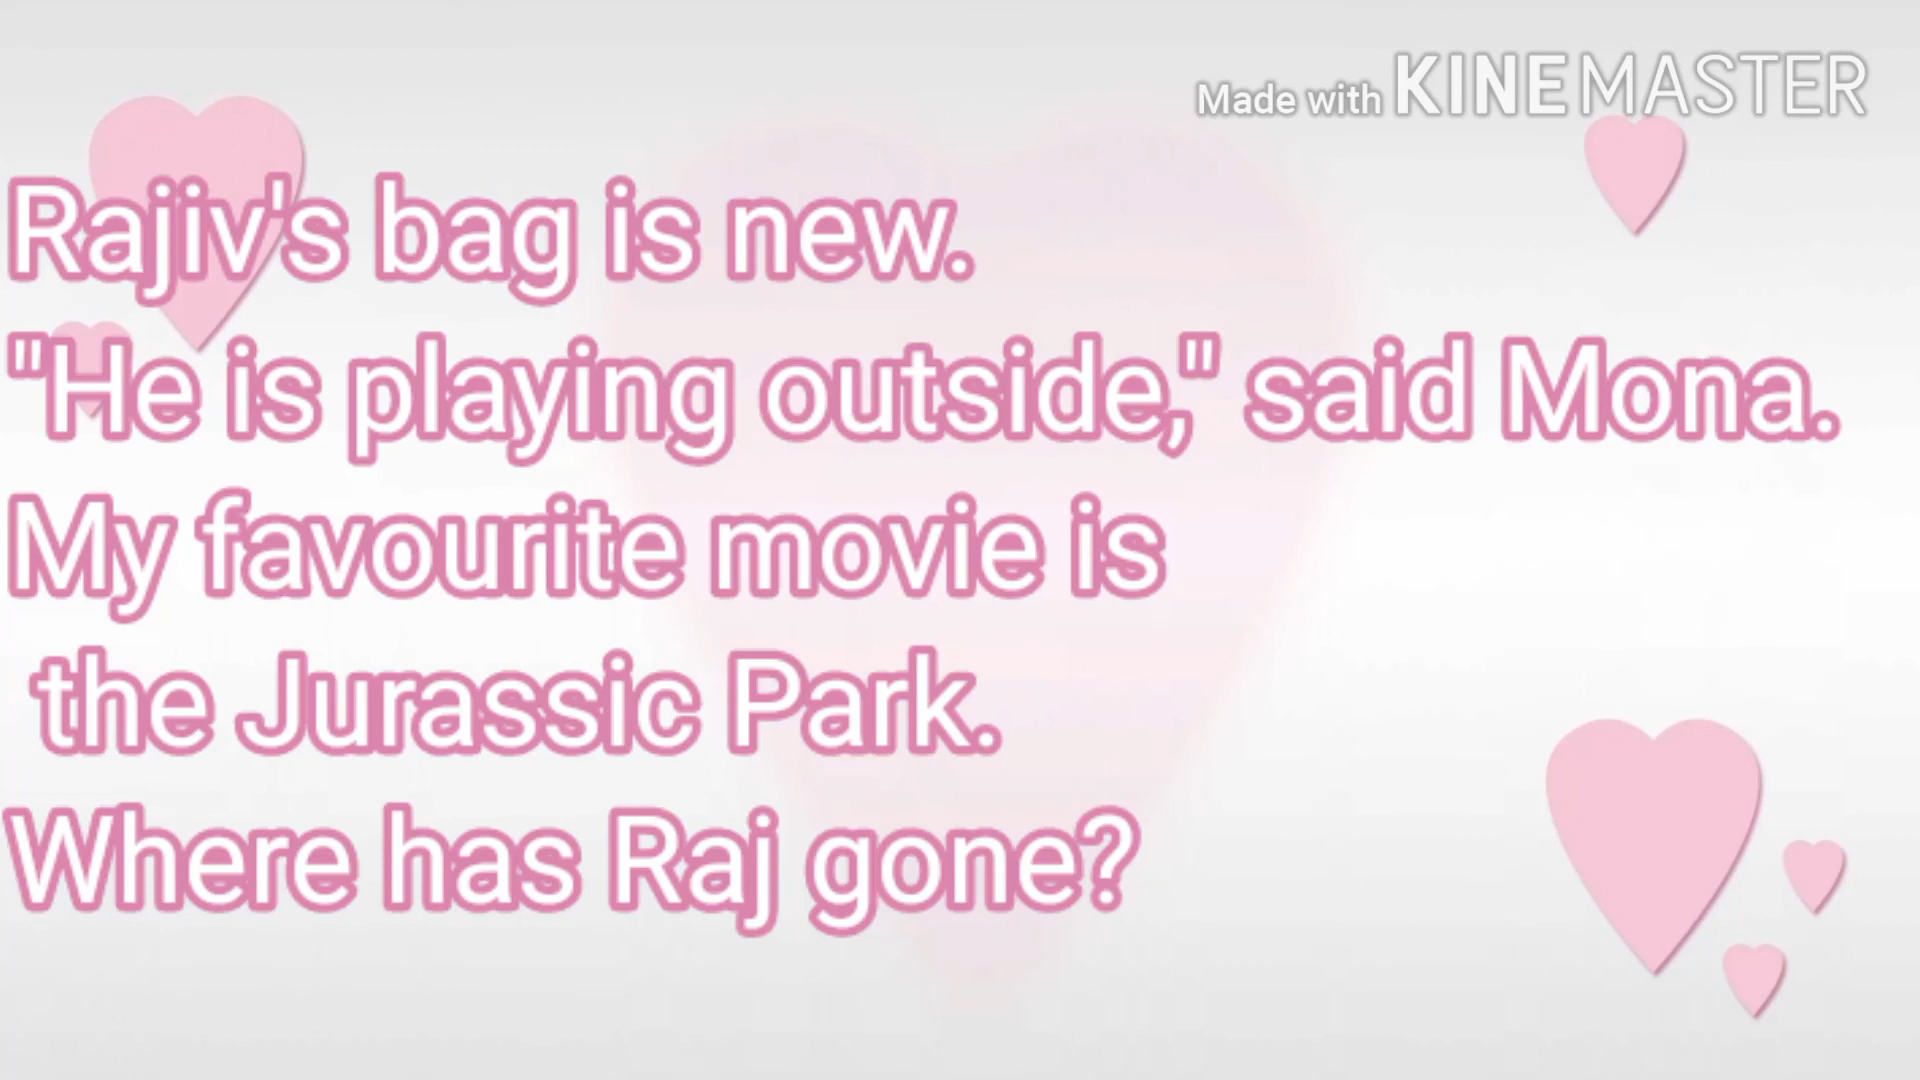 Made with KINEMASTER
Rajiv's bag is new.
"He is playing outside," said Mona.
My favourite movie is
the Jurassic Park.
Where has Raj gone?